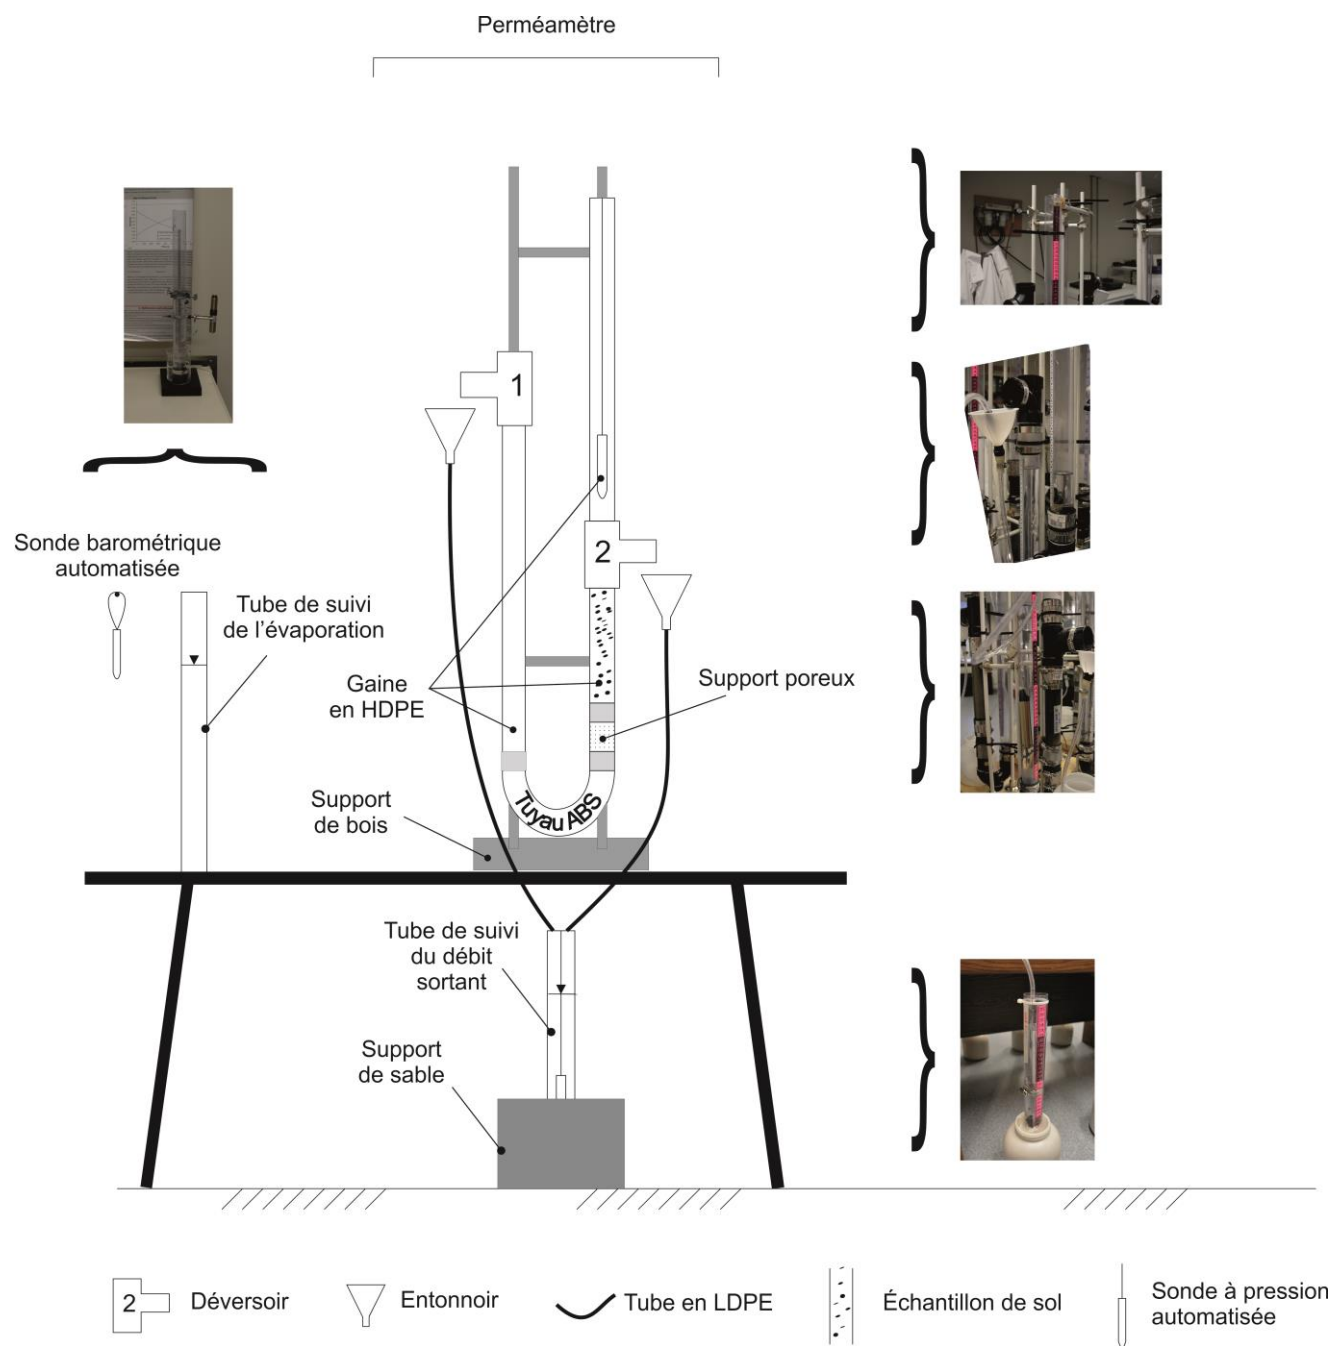 Perméamètre
1
2
Sonde barométrique
automatisée
Tube de suivi
de l'évaporation
Gaine
en HDPE
Support poreux
Tuyau ABS
Support
de bois
Tube de suivi
du débit
sortant
Support
de sable
2
Déversoir
Entonnoir
Tube en LDPE
Échantillon de sol
Sonde à pression
automatisée